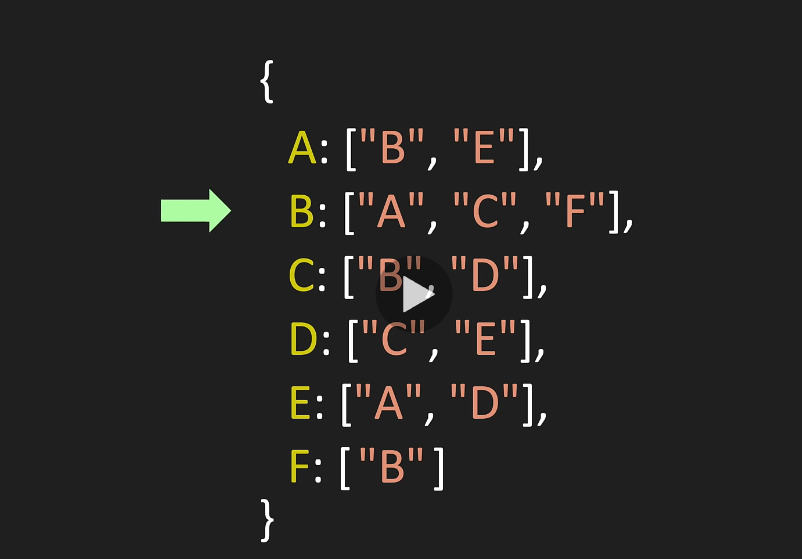 {
A: ["B", "E"],
B: ["A", "C", "F"],
C: ["B", "D"],
D: ["C", "E"],
E: ["A", "D"],
F: ["B"]
}